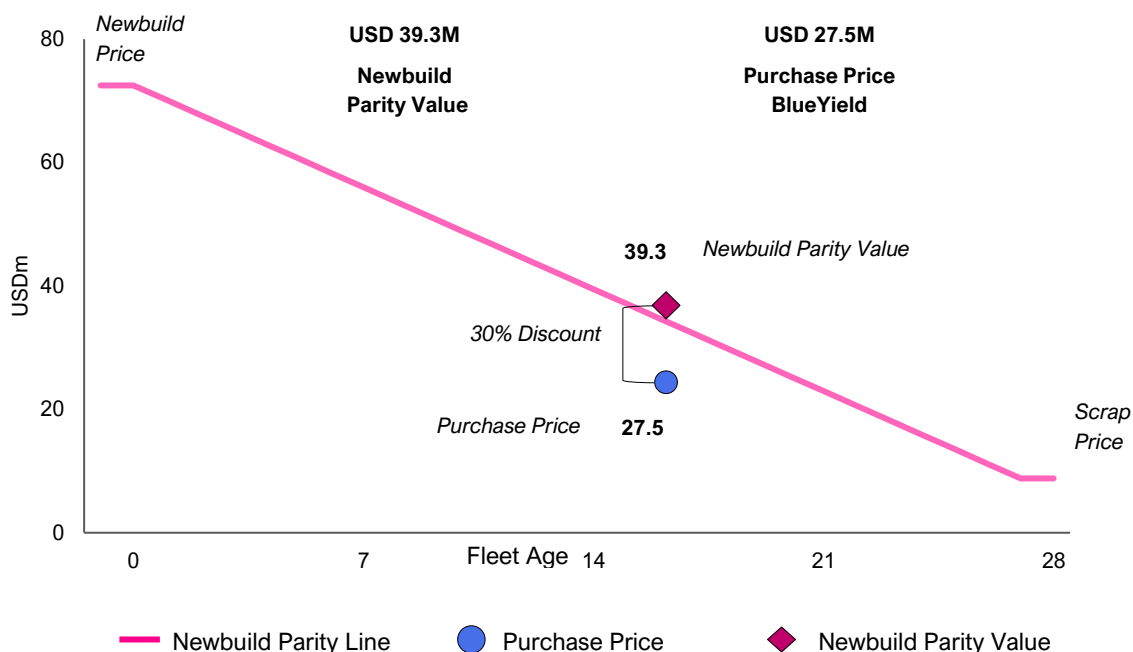 Newbuild
Price
USD 39.3M
Newbuild
Parity Value
USD 27.5M
Purchase Price
BlueYield
80
60
40
20
0
USDm
39.3 Newbuild Parity Value
30% Discount
Purchase Price 27.5
Scrap
Price
0 7 14 21 28
Fleet Age
Newbuild Parity Line Purchase Price Newbuild Parity Value